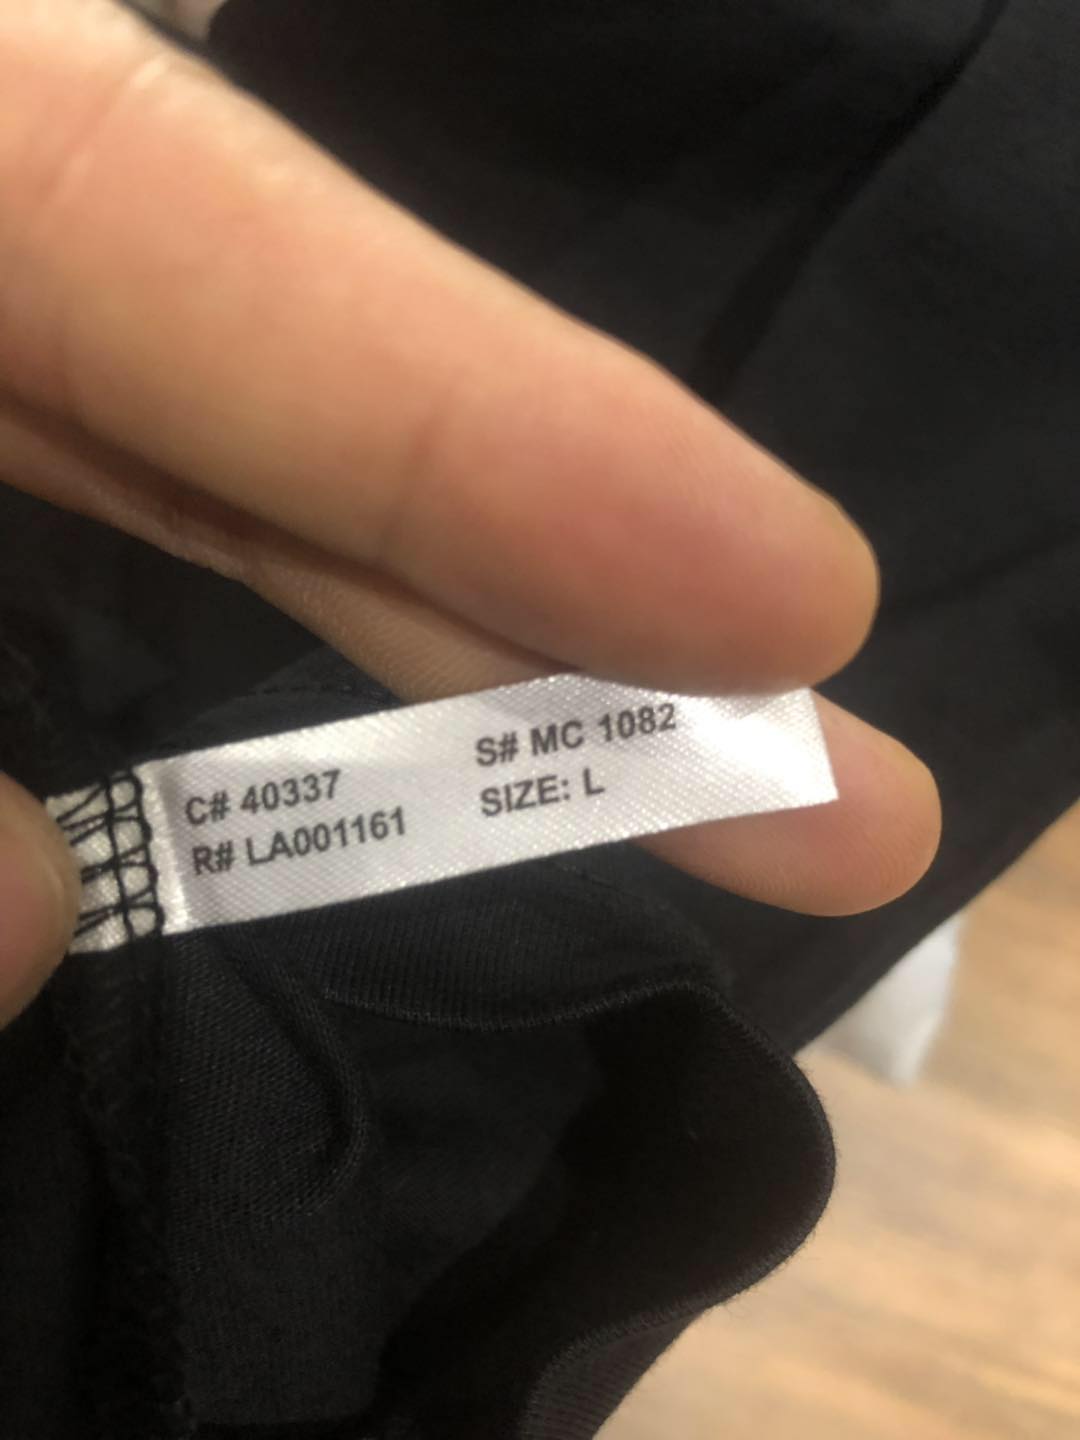 C# 40337
R# LA001161
S# MC 1082
SIZE: L